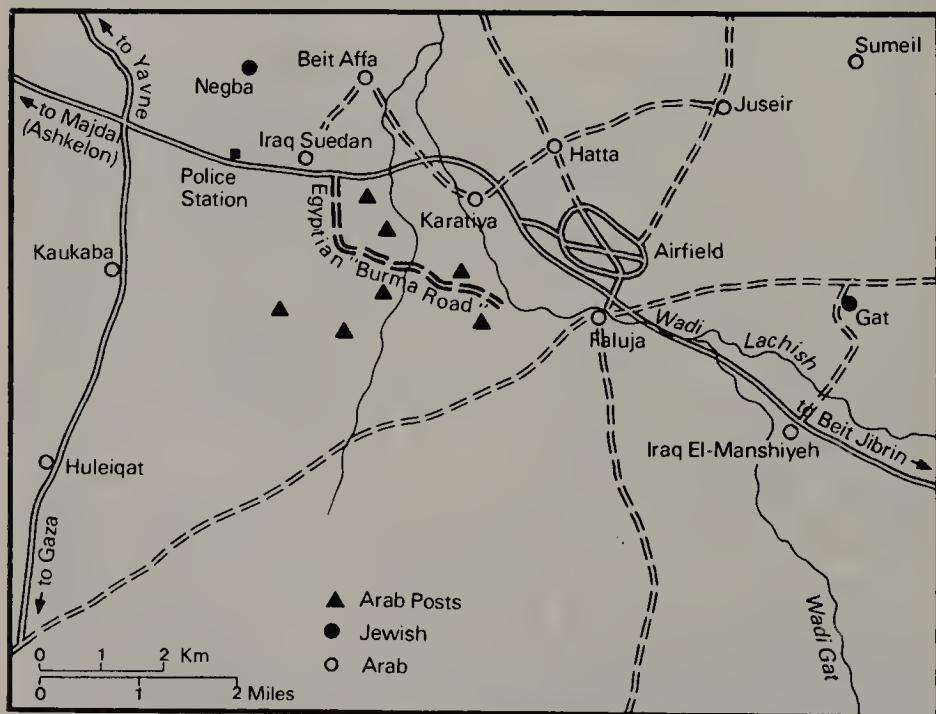 to Yavne
Negba
Beit Affa
Sumeil
to Majdal
(Ashkelon)
Iraq Suedan
Police
Station
Juseir
Hatta
Karatiya
Egyptian "Burma Road"
Kaukaba
Airfield
Faluja
Wadi Lachish
Gat
to Beit Jibrin
Iraq El-Manshiyeh
Huleiqat
to Gaza
Wadi Gat
Arab Posts
Jewish
Arab
0 1 2 Km
0 1 2 Miles